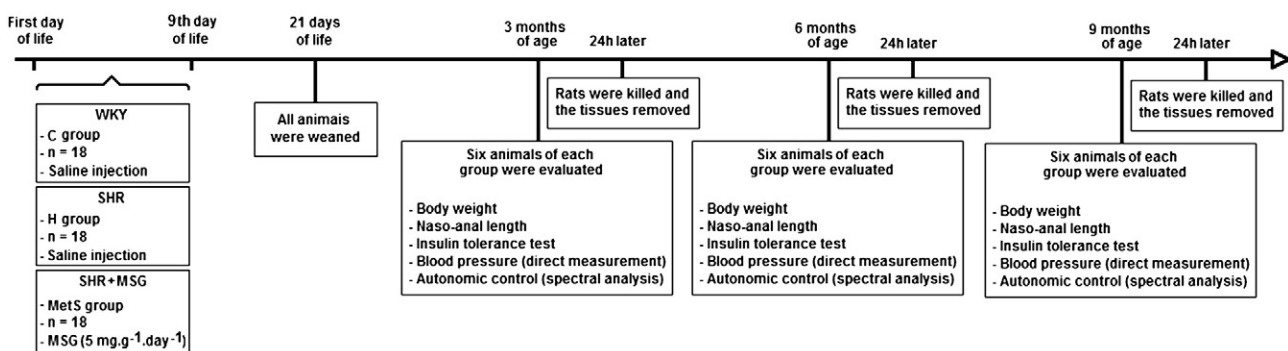 First day
of life
9th day
of life
21 days
of life
3 months
of age
24h later
6 months
of age
24h later
9 months
of age
24h later
WKY
- C group
- n = 18
- Saline injection
SHR
- H group
- n = 18
- Saline injection
SHR+MSG
- MetS group
- n = 18
- MSG (5 mg.g⁻¹.day⁻¹)
All animais
were weaned
Rats were killed and
the tissues removed
Six animals of each
group were evaluated
- Body weight
- Naso-anal length
- Insulin tolerance test
- Blood pressure (direct measurement)
- Autonomic control (spectral analysis)
Rats were killed and
the tissues removed
Six animals of each
group were evaluated
- Body weight
- Naso-anal length
- Insulin tolerance test
- Blood pressure (direct measurement)
- Autonomic control (spectral analysis)
Rats were killed and
the tissues removed
Six animals of each
group were evaluated
- Body weight
- Naso-anal length
- Insulin tolerance test
- Blood pressure (direct measurement)
- Autonomic control (spectral analysis)